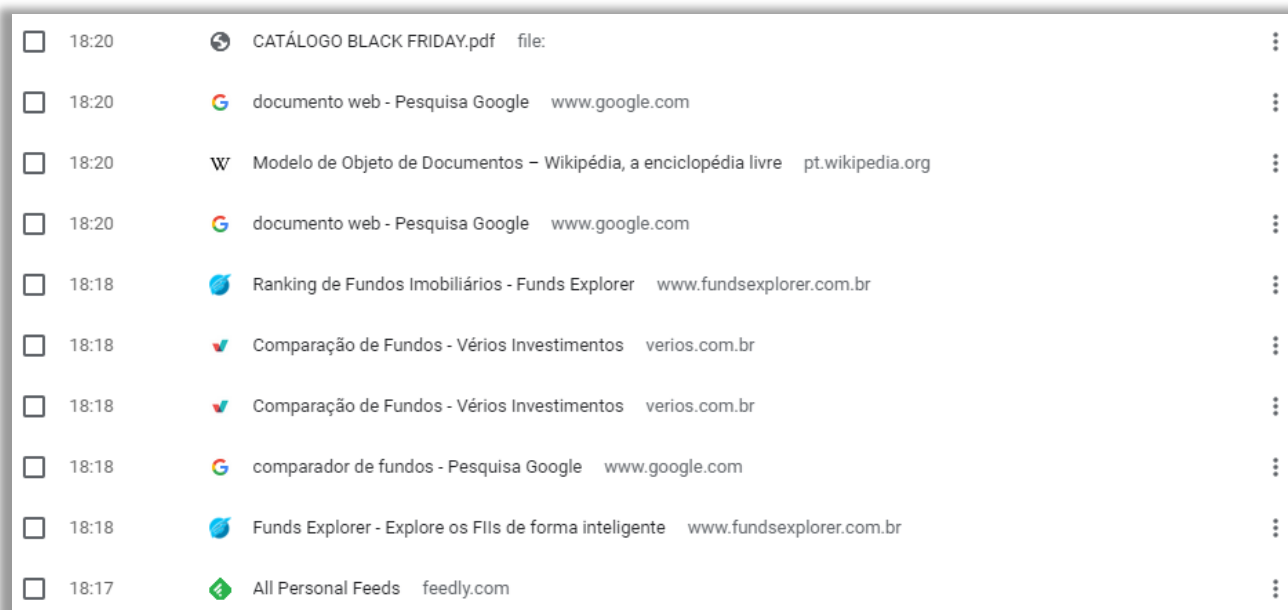 18:20 CATÁLOGO BLACK FRIDAY.pdf file:
18:20 documento web - Pesquisa Google www.google.com
18:20 W Modelo de Objeto de Documentos – Wikipédia, a enciclopédia livre pt.wikipedia.org
18:20 documento web - Pesquisa Google www.google.com
18:18 Ranking de Fundos Imobiliários - Funds Explorer www.fundsexplorer.com.br
18:18 Comparação de Fundos - Vérios Investimentos verios.com.br
18:18 Comparação de Fundos - Vérios Investimentos verios.com.br
18:18 comparador de fundos - Pesquisa Google www.google.com
18:18 Funds Explorer - Explore os FIIs de forma inteligente www.fundsexplorer.com.br
18:17 All Personal Feeds feedly.com